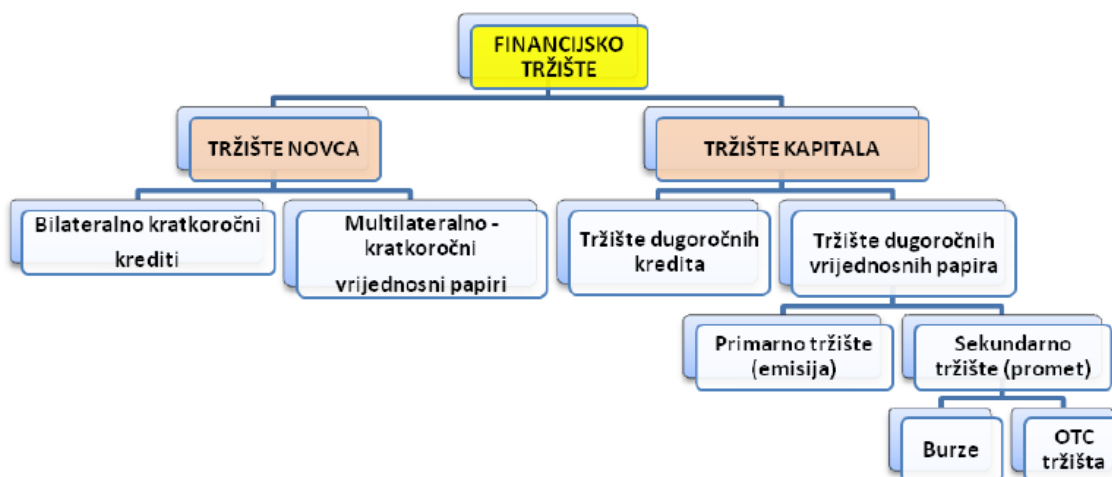 FINANCIJSKO
TRŽIŠTE
TRŽIŠTE NOVCA
TRŽIŠTE KAPITALA
Bilateralno kratkoročni
krediti
Multilateralno -
kratkoročni
vrijednosni papiri
Tržište dugoročnih
kredita
Tržište dugoročnih
vrijednosnih papira
Primarno tržište
(emisija)
Sekundarno
tržište (promet)
Burze
OTC
tržišta